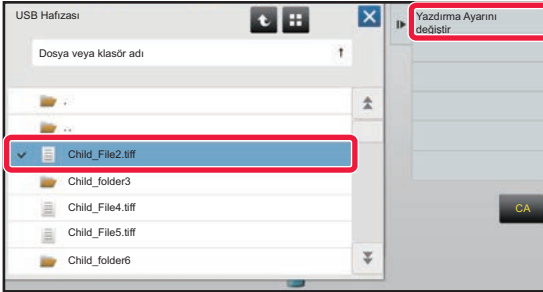 USB Hafızası
Yazdırma Ayarını
değiştir
Dosya veya klasör adı
.
..
Child_File2.tiff
Child_folder3
Child_File4.tiff
Child_File5.tiff
Child_folder6
CA